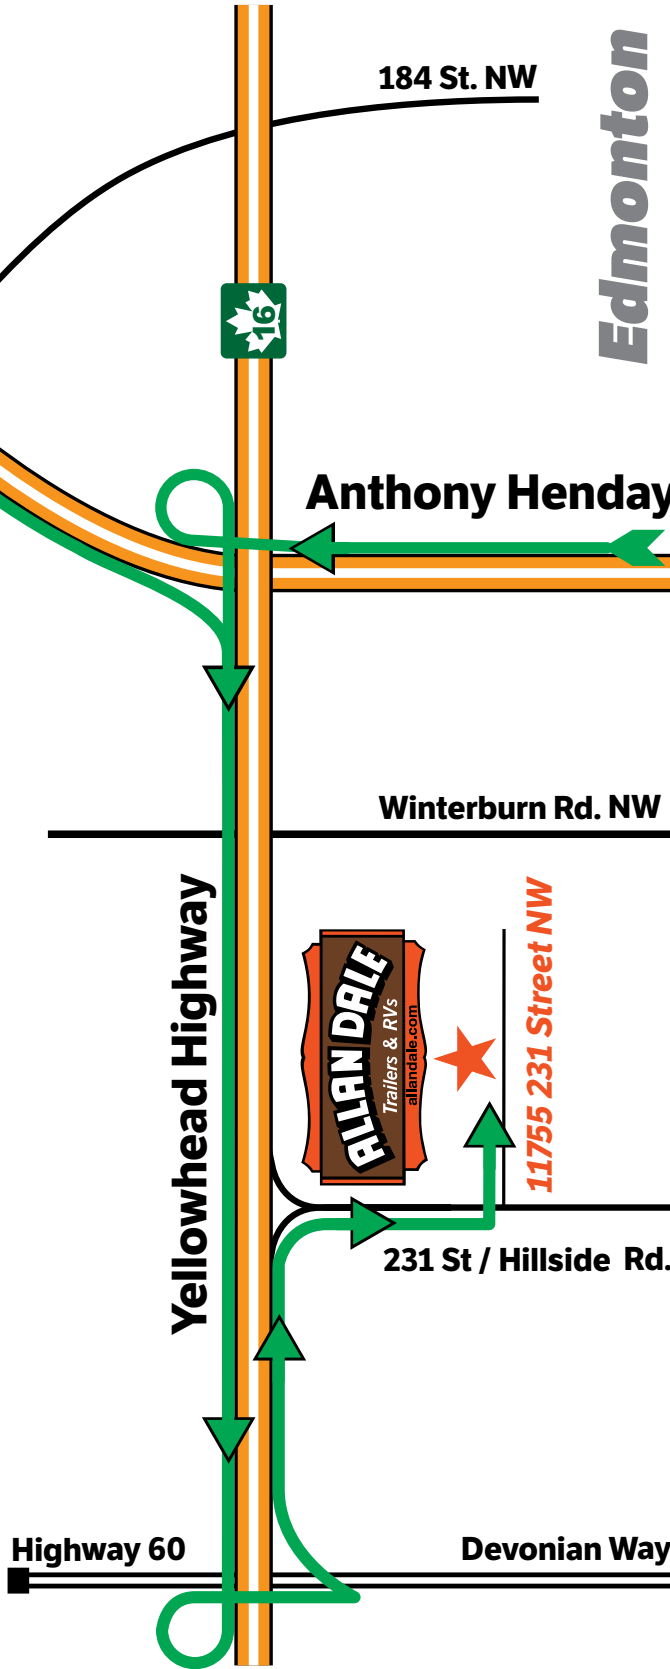 184 St. NW
Edmonton
16
Anthony Henday
Winterburn Rd. NW
Yellowhead Highway
ALLAN DALE
Trailers & RVs
allandale.com
11755 231 Street NW
231 St / Hillside Rd.
Highway 60
Devonian Way